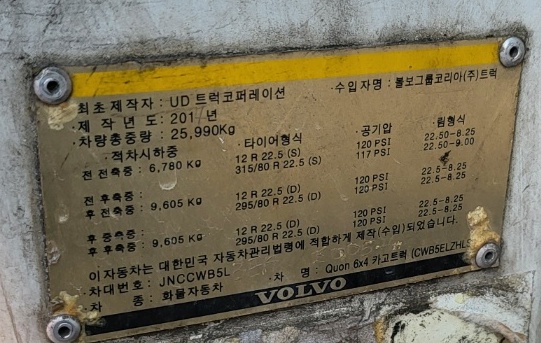 최초 제작자 : UD 트럭코퍼레이션 · 수입자명 : 볼보그룹코리아(주)트럭
제 작 년 도 : 201 년
차량총중량 : 25,990Kg
적차시하중 · 타이어형식 공기압 · 림형식
전 전축중 : 6,780 Kg 12 R 22.5 (S) 120 PSI 22.50-8.25
315/80 R 22.5 (S) 117 PSI 22.50-9.00
전 후축중 :
후 전축중 : 9,605 Kg 12 R 22.5 (D) 120 PSI 22.5-8.25
295/80 R 22.5 (D) 120 PSI 22.5-8.25
후 후축중 : 9,605 Kg 12 R 22.5 (D) 120 PSI 22.5-8.25
295/80 R 22.5 (D) 120 PSI 22.5-8.25
이 자동차는 대한민국 자동차관리법령에 적합하게 제작(수입)되었습니다.
차대번호 : JNCCWB5L · 차 명 : Quon 6x4 카고트럭 (CWB5ELZHLS
차 종 : 화물자동차
VOLVO